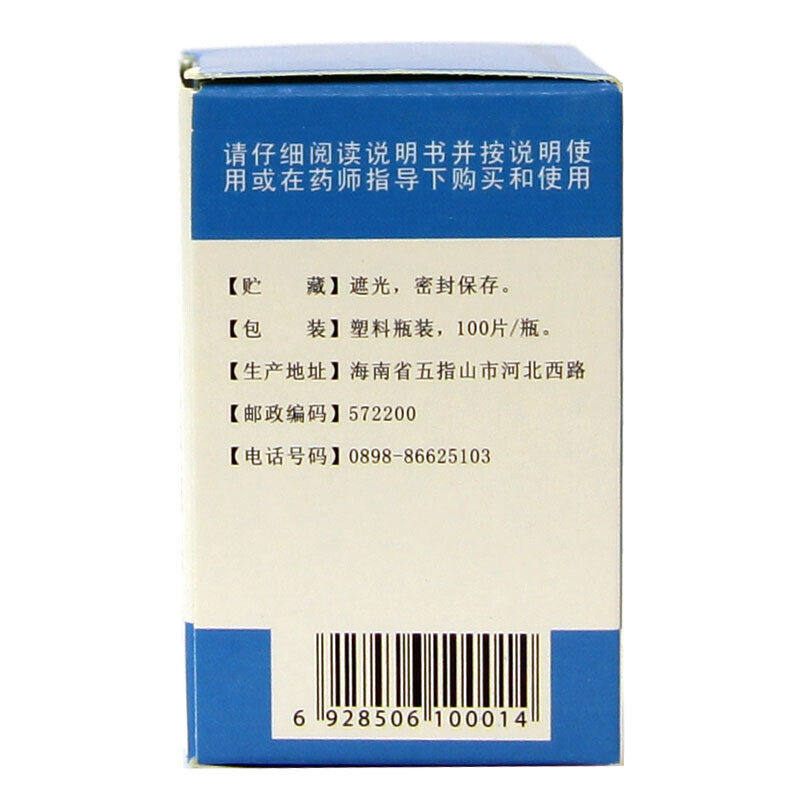 请仔细阅读说明书并按说明使
用或在药师指导下购买和使用
【贮 藏】遮光，密封保存。
【包 装】塑料瓶装，100片/瓶。
【生产地址】海南省五指山市河北西路
【邮政编码】572200
【电话号码】0898-86625103
6 928506 100014